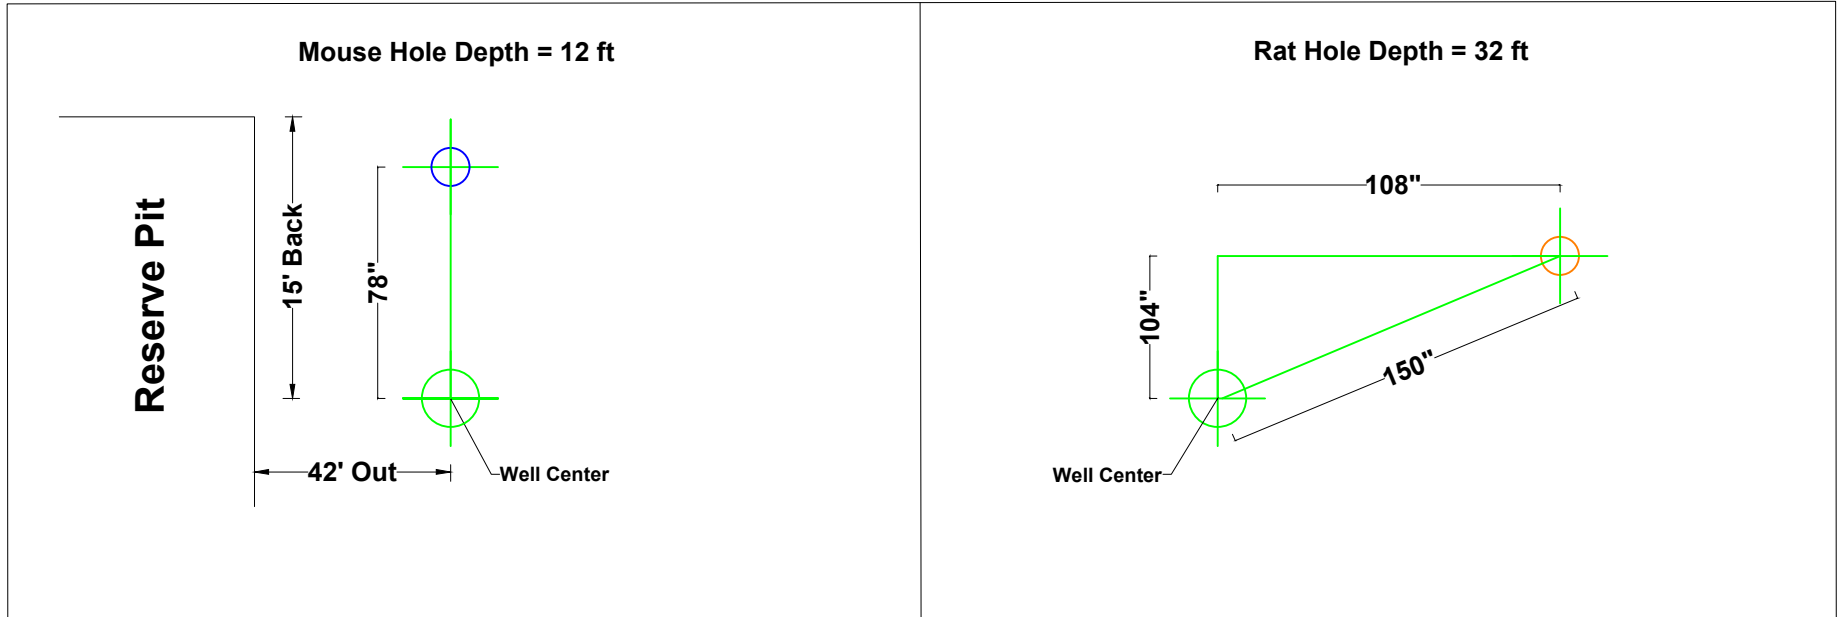 Mouse Hole Depth = 12 ft
Reserve Pit
15' Back
78"
42' Out
Well Center
Rat Hole Depth = 32 ft
108"
104"
150"
Well Center